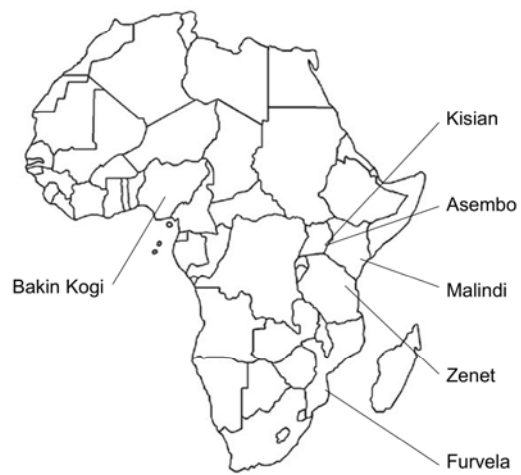 Kisian
Asembo
Bakin Kogi
Malindi
Zenet
Furvela